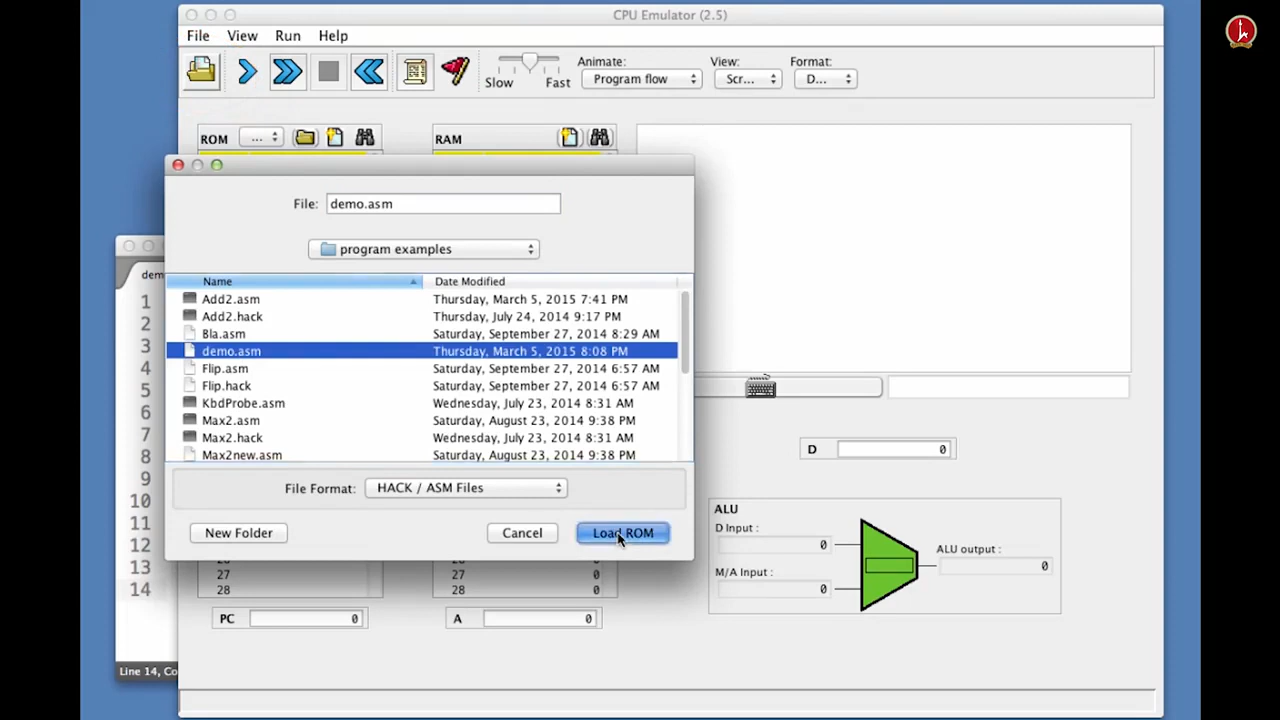 CPU Emulator (2.5)
File View Run Help
Slow Fast
Animate:
Program flow
View:
Scr...
Format:
D...
ROM ...
RAM
File: demo.asm
program examples
Name Date Modified
Add2.asm Thursday, March 5, 2015 7:41 PM
Add2.hack Thursday, July 24, 2014 9:17 PM
Bla.asm Saturday, September 27, 2014 8:29 AM
demo.asm Thursday, March 5, 2015 8:08 PM
Flip.asm Saturday, September 27, 2014 6:57 AM
Flip.hack Saturday, September 27, 2014 6:57 AM
KbdProbe.asm Wednesday, July 23, 2014 8:31 AM
Max2.asm Saturday, August 23, 2014 9:38 PM
Max2.hack Wednesday, July 23, 2014 8:31 AM
Max2new.asm Saturday, August 23, 2014 9:38 PM
File Format: HACK / ASM Files
New Folder Cancel Load ROM
dem
1
2
3
4
5
6
7
8
9
10
11
12
13
14
Line 14, Co
27 27 0
28 28 0
PC 0
A 0
D 0
ALU
D Input :
0
M/A Input :
0
ALU output :
0